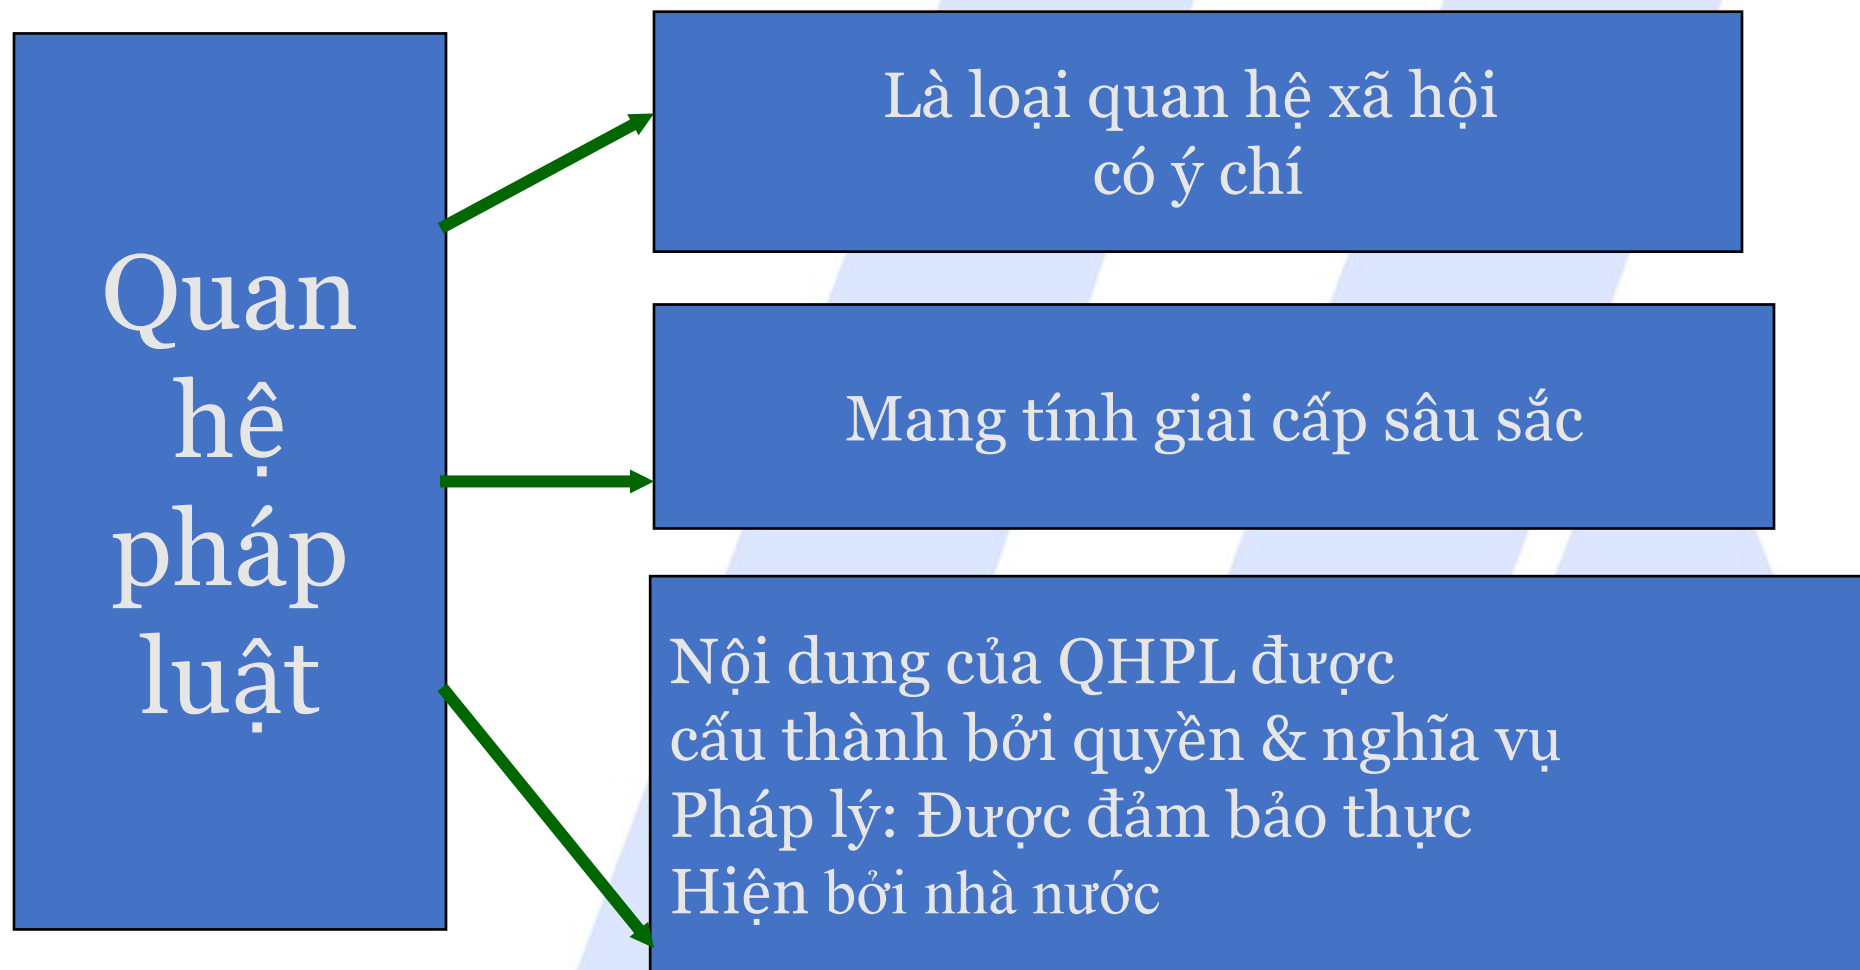 Quan
hệ
pháp
luật
Là loại quan hệ xã hội
có ý chí
Mang tính giai cấp sâu sắc
Nội dung của QHPL được
cấu thành bởi quyền & nghĩa vụ
Pháp lý: Được đảm bảo thực
Hiện bởi nhà nước